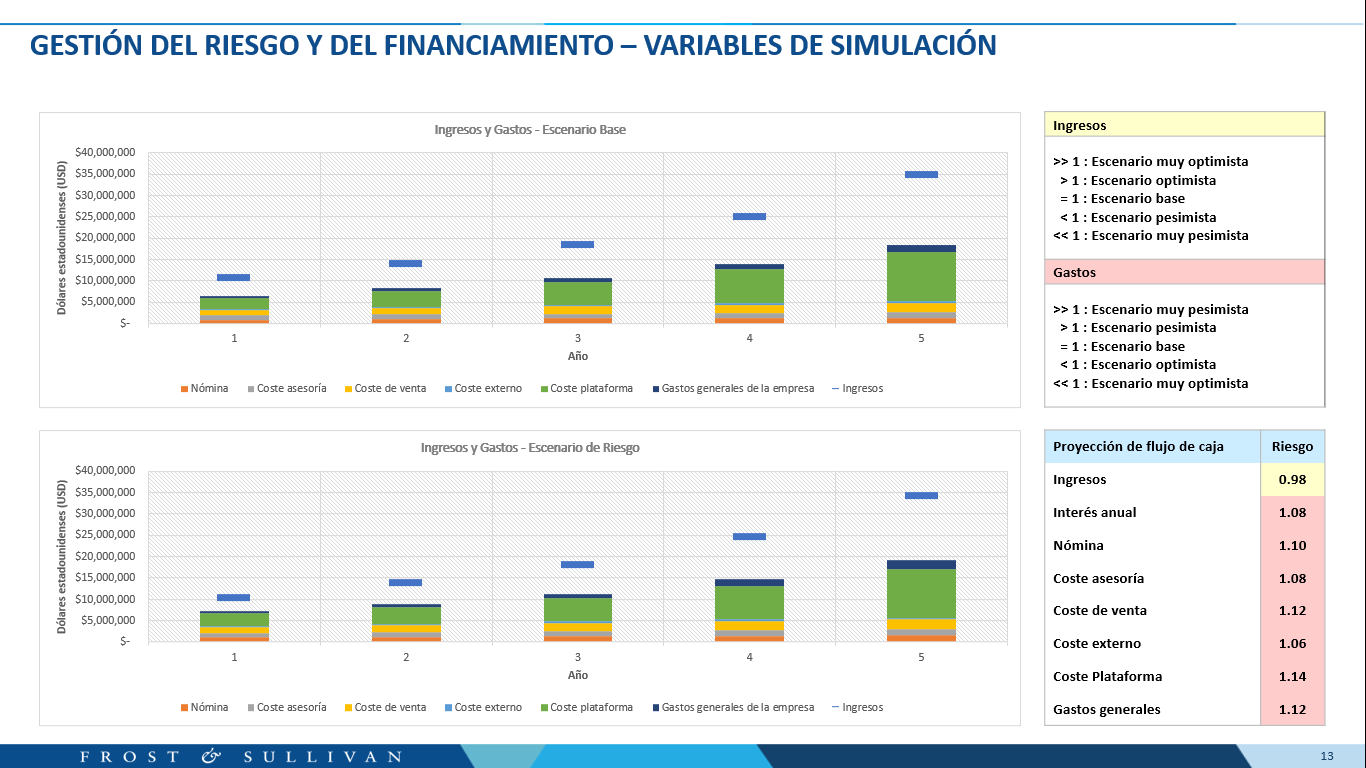 GESTIÓN DEL RIESGO Y DEL FINANCIAMIENTO – VARIABLES DE SIMULACIÓN
Ingresos y Gastos - Escenario Base
Dólares estadounidenses (USD)
$40,000,000
$35,000,000
$30,000,000
$25,000,000
$20,000,000
$15,000,000
$10,000,000
$5,000,000
$-
1 2 3 4 5
Año
Nómina Coste asesoría Coste de venta Coste externo Coste plataforma Gastos generales de la empresa Ingresos
Ingresos
>> 1 : Escenario muy optimista
> 1 : Escenario optimista
= 1 : Escenario base
< 1 : Escenario pesimista
<< 1 : Escenario muy pesimista
Gastos
>> 1 : Escenario muy pesimista
> 1 : Escenario pesimista
= 1 : Escenario base
< 1 : Escenario optimista
<< 1 : Escenario muy optimista
Ingresos y Gastos - Escenario de Riesgo
Dólares estadounidenses (USD)
$40,000,000
$35,000,000
$30,000,000
$25,000,000
$20,000,000
$15,000,000
$10,000,000
$5,000,000
$-
1 2 3 4 5
Año
Nómina Coste asesoría Coste de venta Coste externo Coste plataforma Gastos generales de la empresa Ingresos
Proyección de flujo de caja Riesgo
Ingresos 0.98
Interés anual 1.08
Nómina 1.10
Coste asesoría 1.08
Coste de venta 1.12
Coste externo 1.06
Coste Plataforma 1.14
Gastos generales 1.12
FROST & SULLIVAN
13